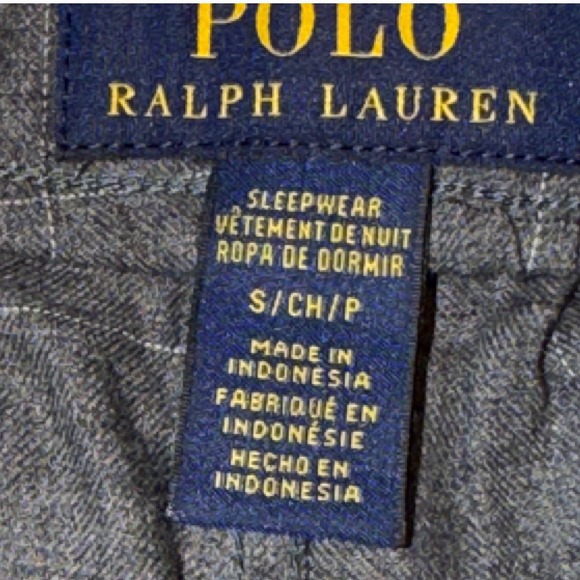 POLO
RALPH LAUREN
SLEEPWEAR
VÊTEMENT DE NUIT
ROPA DE DORMIR
S/CH/P
MADE IN
INDONESIA
FABRIQUÉ EN
INDONÉSIE
HECHO EN
INDONESIA